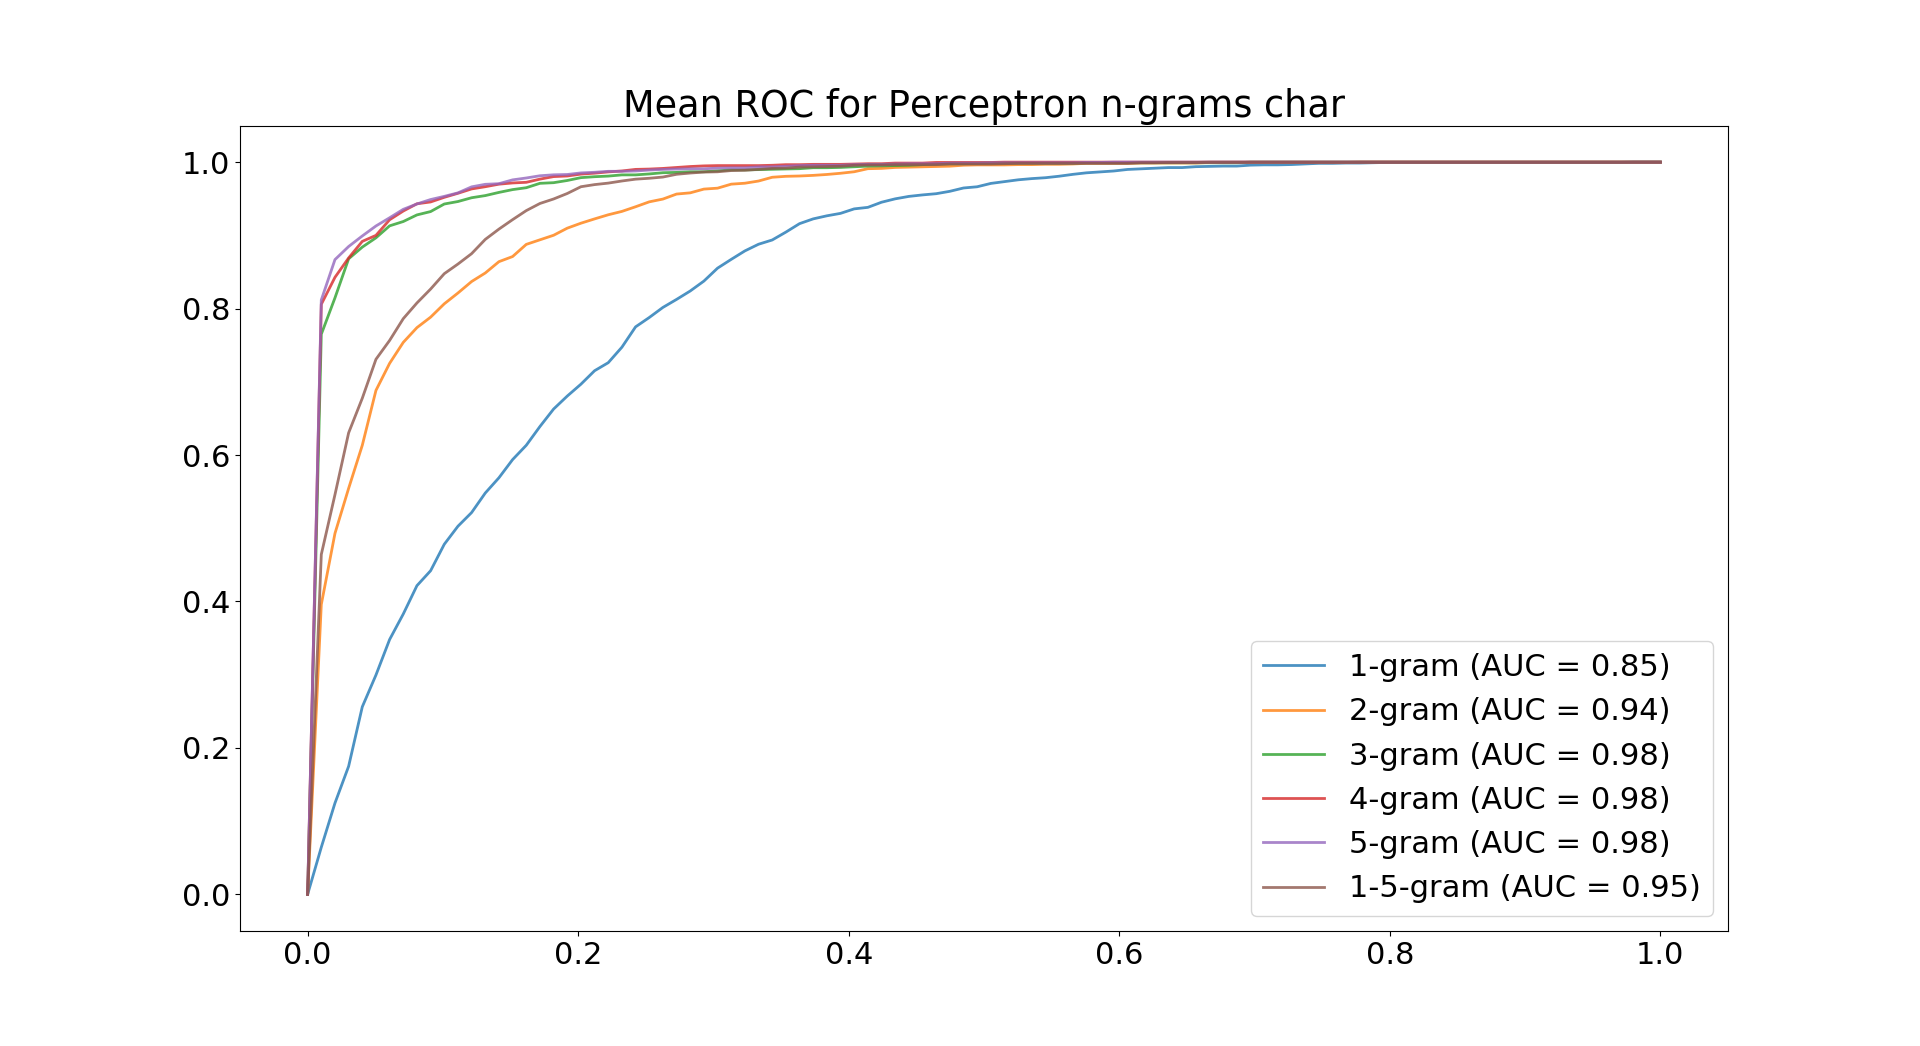 Mean ROC for Perceptron n-grams char
1.0
0.8
0.6
0.4
0.2
0.0
0.0 0.2 0.4 0.6 0.8 1.0
1-gram (AUC = 0.85)
2-gram (AUC = 0.94)
3-gram (AUC = 0.98)
4-gram (AUC = 0.98)
5-gram (AUC = 0.98)
1-5-gram (AUC = 0.95)